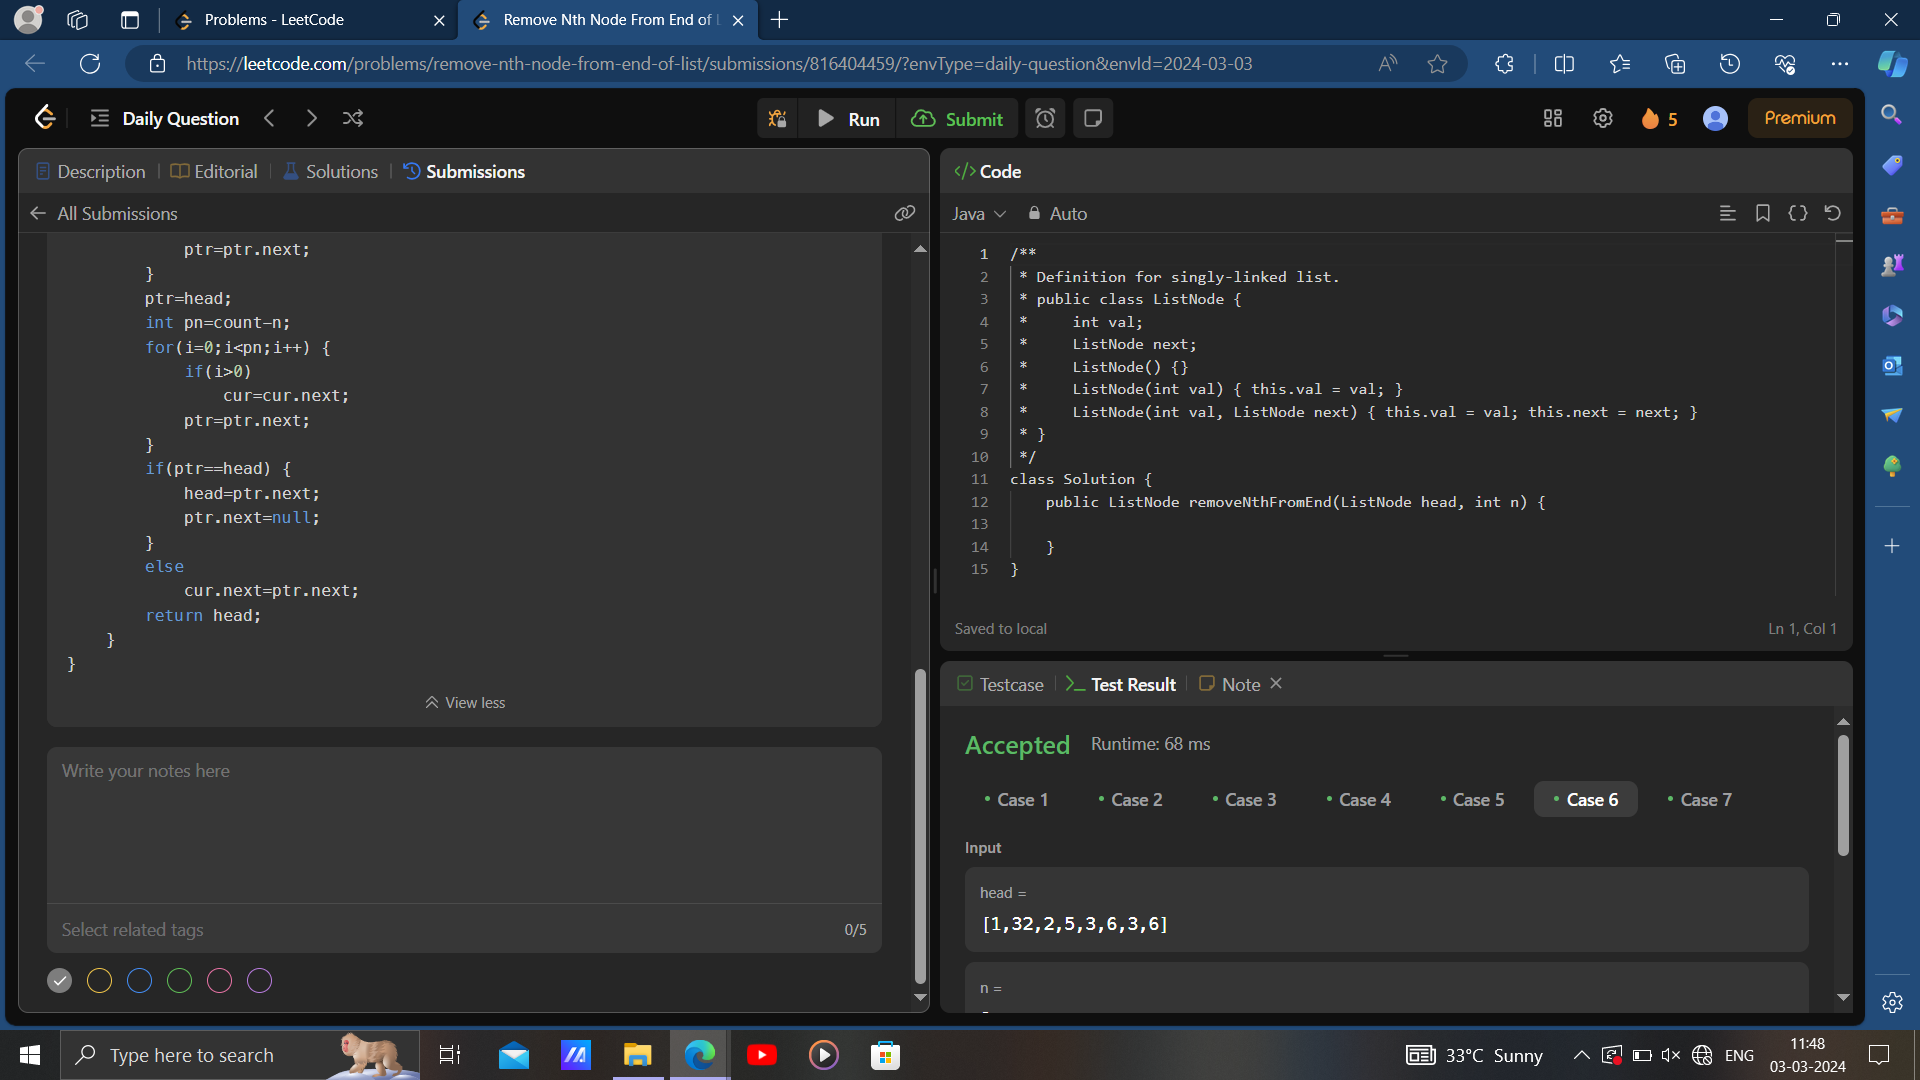 Problems - LeetCode
Remove Nth Node From End of L
https://leetcode.com/problems/remove-nth-node-from-end-of-list/submissions/816404459/?envType=daily-question&envId=2024-03-03
Daily Question
Run
Submit
5
Premium
Description
Editorial
Solutions
Submissions
All Submissions
ptr=ptr.next;
}
ptr=head;
int pn=count-n;
for(i=0;i<pn;i++) {
if(i>0)
cur=cur.next;
ptr=ptr.next;
}
if(ptr==head) {
head=ptr.next;
ptr.next=null;
}
else
cur.next=ptr.next;
return head;
}
}
View less
Write your notes here
Select related tags
0/5
</> Code
Java
Auto
1 /**
2 * Definition for singly-linked list.
3 * public class ListNode {
4 * int val;
5 * ListNode next;
6 * ListNode() {}
7 * ListNode(int val) { this.val = val; }
8 * ListNode(int val, ListNode next) { this.val = val; this.next = next; }
9 * }
10 */
11 class Solution {
12 public ListNode removeNthFromEnd(ListNode head, int n) {
13
14 }
15 }
Saved to local
Ln 1, Col 1
Testcase
Test Result
Note
Accepted
Runtime: 68 ms
Case 1
Case 2
Case 3
Case 4
Case 5
Case 6
Case 7
Input
head =
[1,32,2,5,3,6,3,6]
n =
Type here to search
33°C Sunny
ENG
11:48
03-03-2024